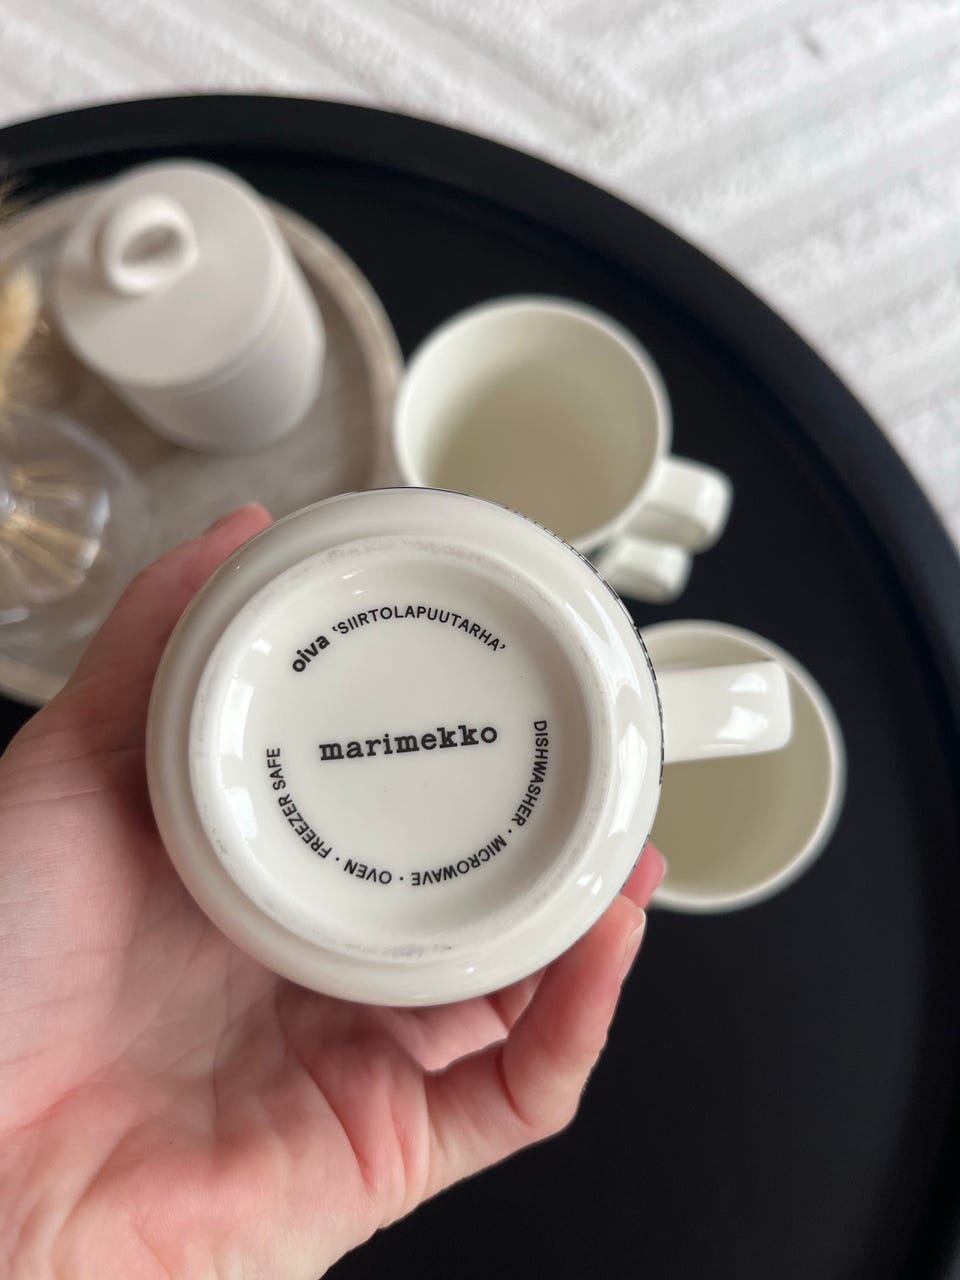 oiva ‘SIIRTOLAPUUTARHA’
marimekko
DISHWASHER · MICROWAVE · OVEN · FREEZER SAFE